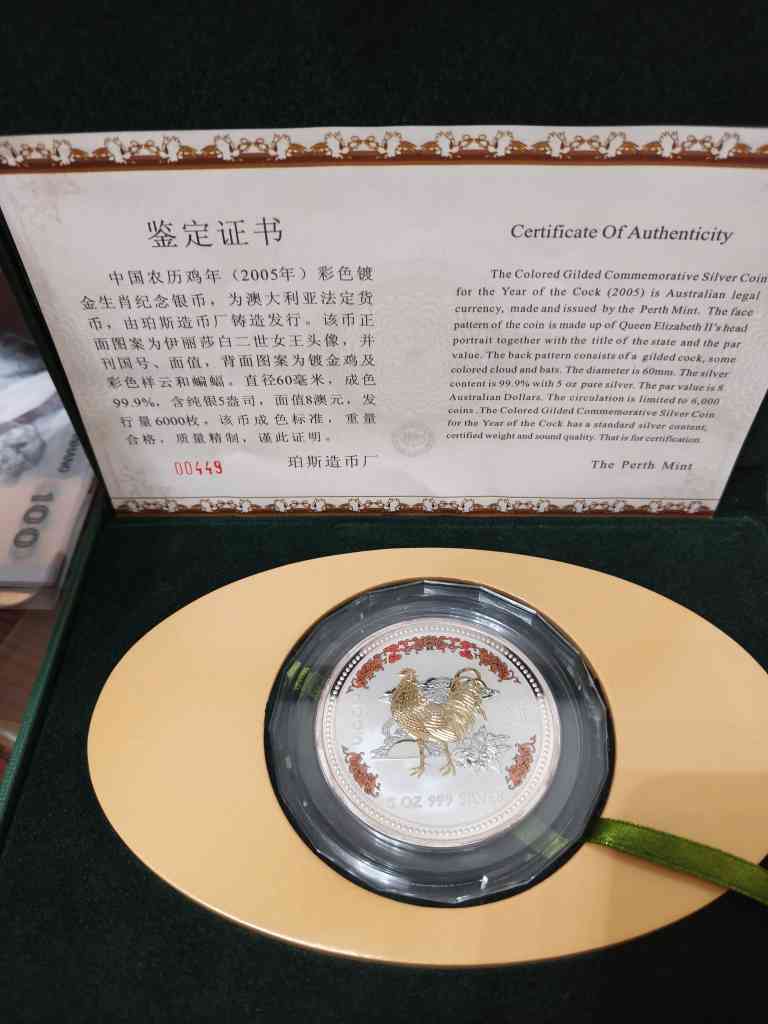 鉴定证书
中国农历鸡年（2005年）彩色镀
金生肖纪念银币，为澳大利亚法定货
币，由珀斯造币厂铸造发行。该币正
面图案为伊丽莎白二世女王头像，并
刊国号、面值，背面图案为镀金鸡及
彩色祥云和蝙蝠。直径60毫米，成色
99.9%，含纯银5盎司，面值8澳元，发
行量6000枚。该币成色标准，重量
合格，质量精制，谨此证明。
00449
珀斯造币厂
Certificate Of Authenticity
The Colored Gilded Commemorative Silver Coin
for the Year of the Cock (2005) is Australian legal
currency, made and issued by the Perth Mint. The face
pattern of the coin is made up of Queen Elizabeth II's head
portrait together with the title of the state and the par
value. The back pattern consists of a gilded cock, some
colored cloud and bats. The diameter is 60mm. The silver
content is 99.9% with 5 oz pure silver. The par value is 8
Australian Dollars. The circulation is limited to 6,000
coins .The Colored Gilded Commemorative Silver Coin
for the Year of the Cock has a standard silver content,
certified weight and sound quality. That is for certification.
The Perth Mint
100
5 OZ 999 SILVER